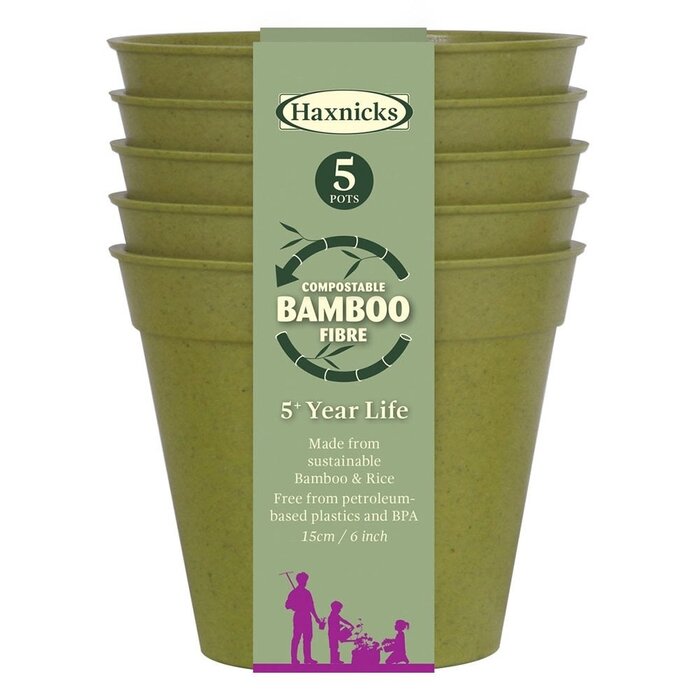 Haxnicks
5
POTS
COMPOSTABLE
BAMBOO
FIBRE
5+ Year Life
Made from
sustainable
Bamboo & Rice
Free from petroleum-
based plastics and BPA
15cm / 6 inch